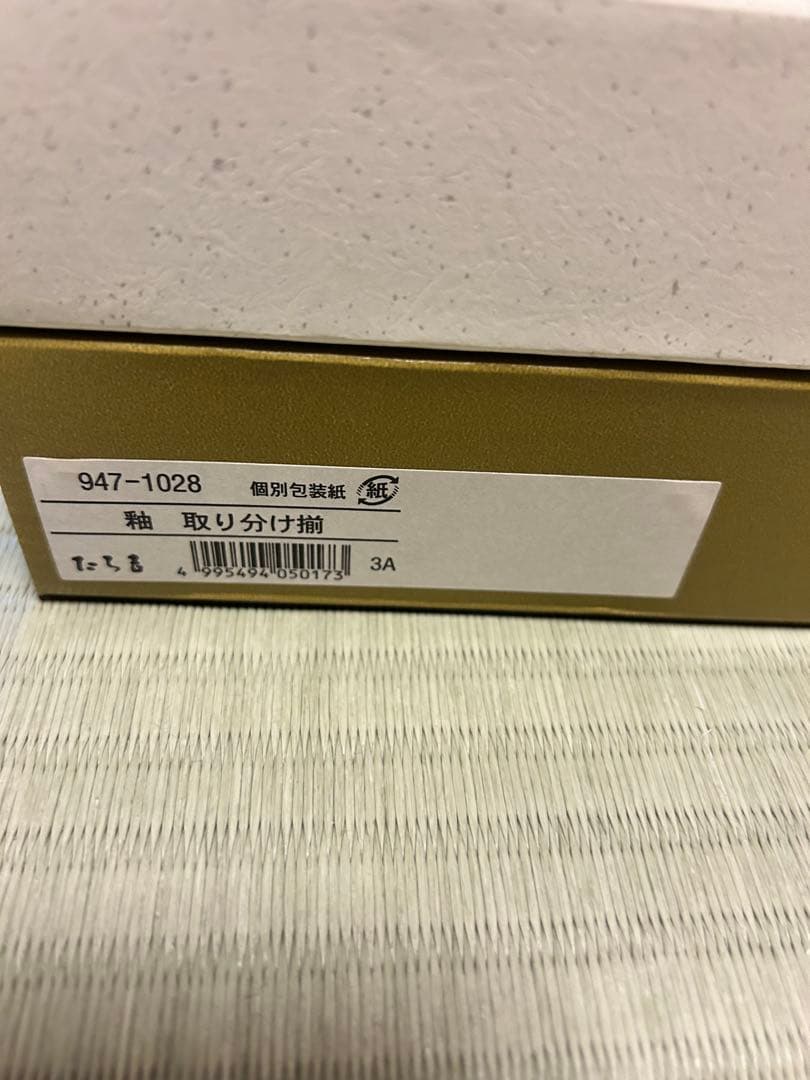 947-1028 個別包装紙 紙
釉 取り分け揃
たち吉 4 995494 050173 3A